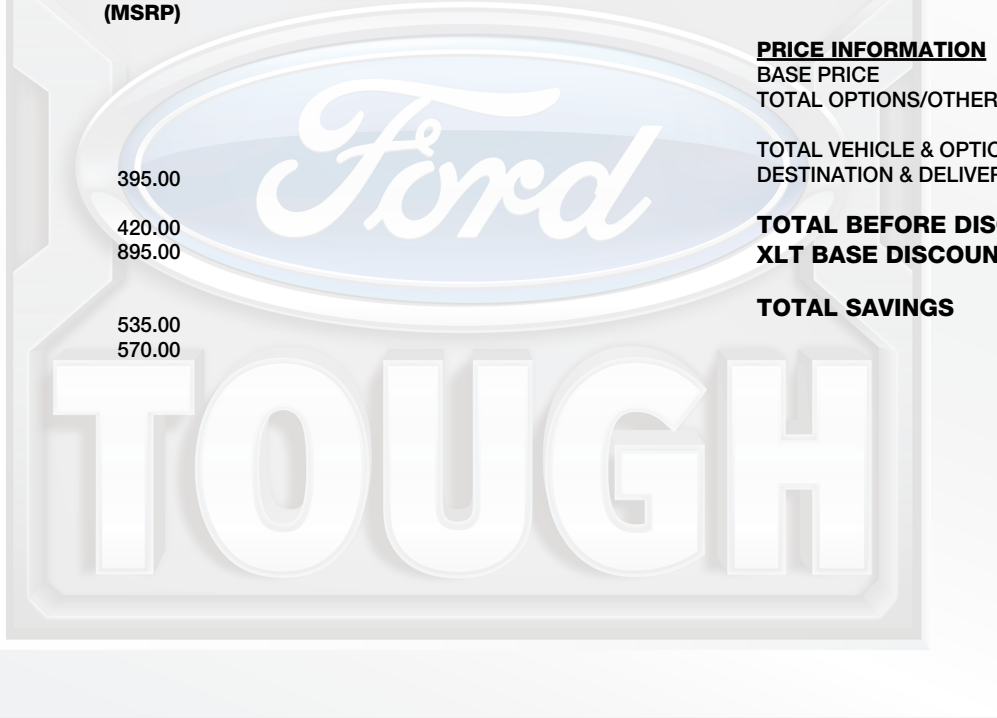 (MSRP)
395.00
420.00
895.00
535.00
570.00
PRICE INFORMATION
BASE PRICE
TOTAL OPTIONS/OTHER
TOTAL VEHICLE & OPTIO
DESTINATION & DELIVER
TOTAL BEFORE DIS
XLT BASE DISCOUN
TOTAL SAVINGS
Ford
TOUGH